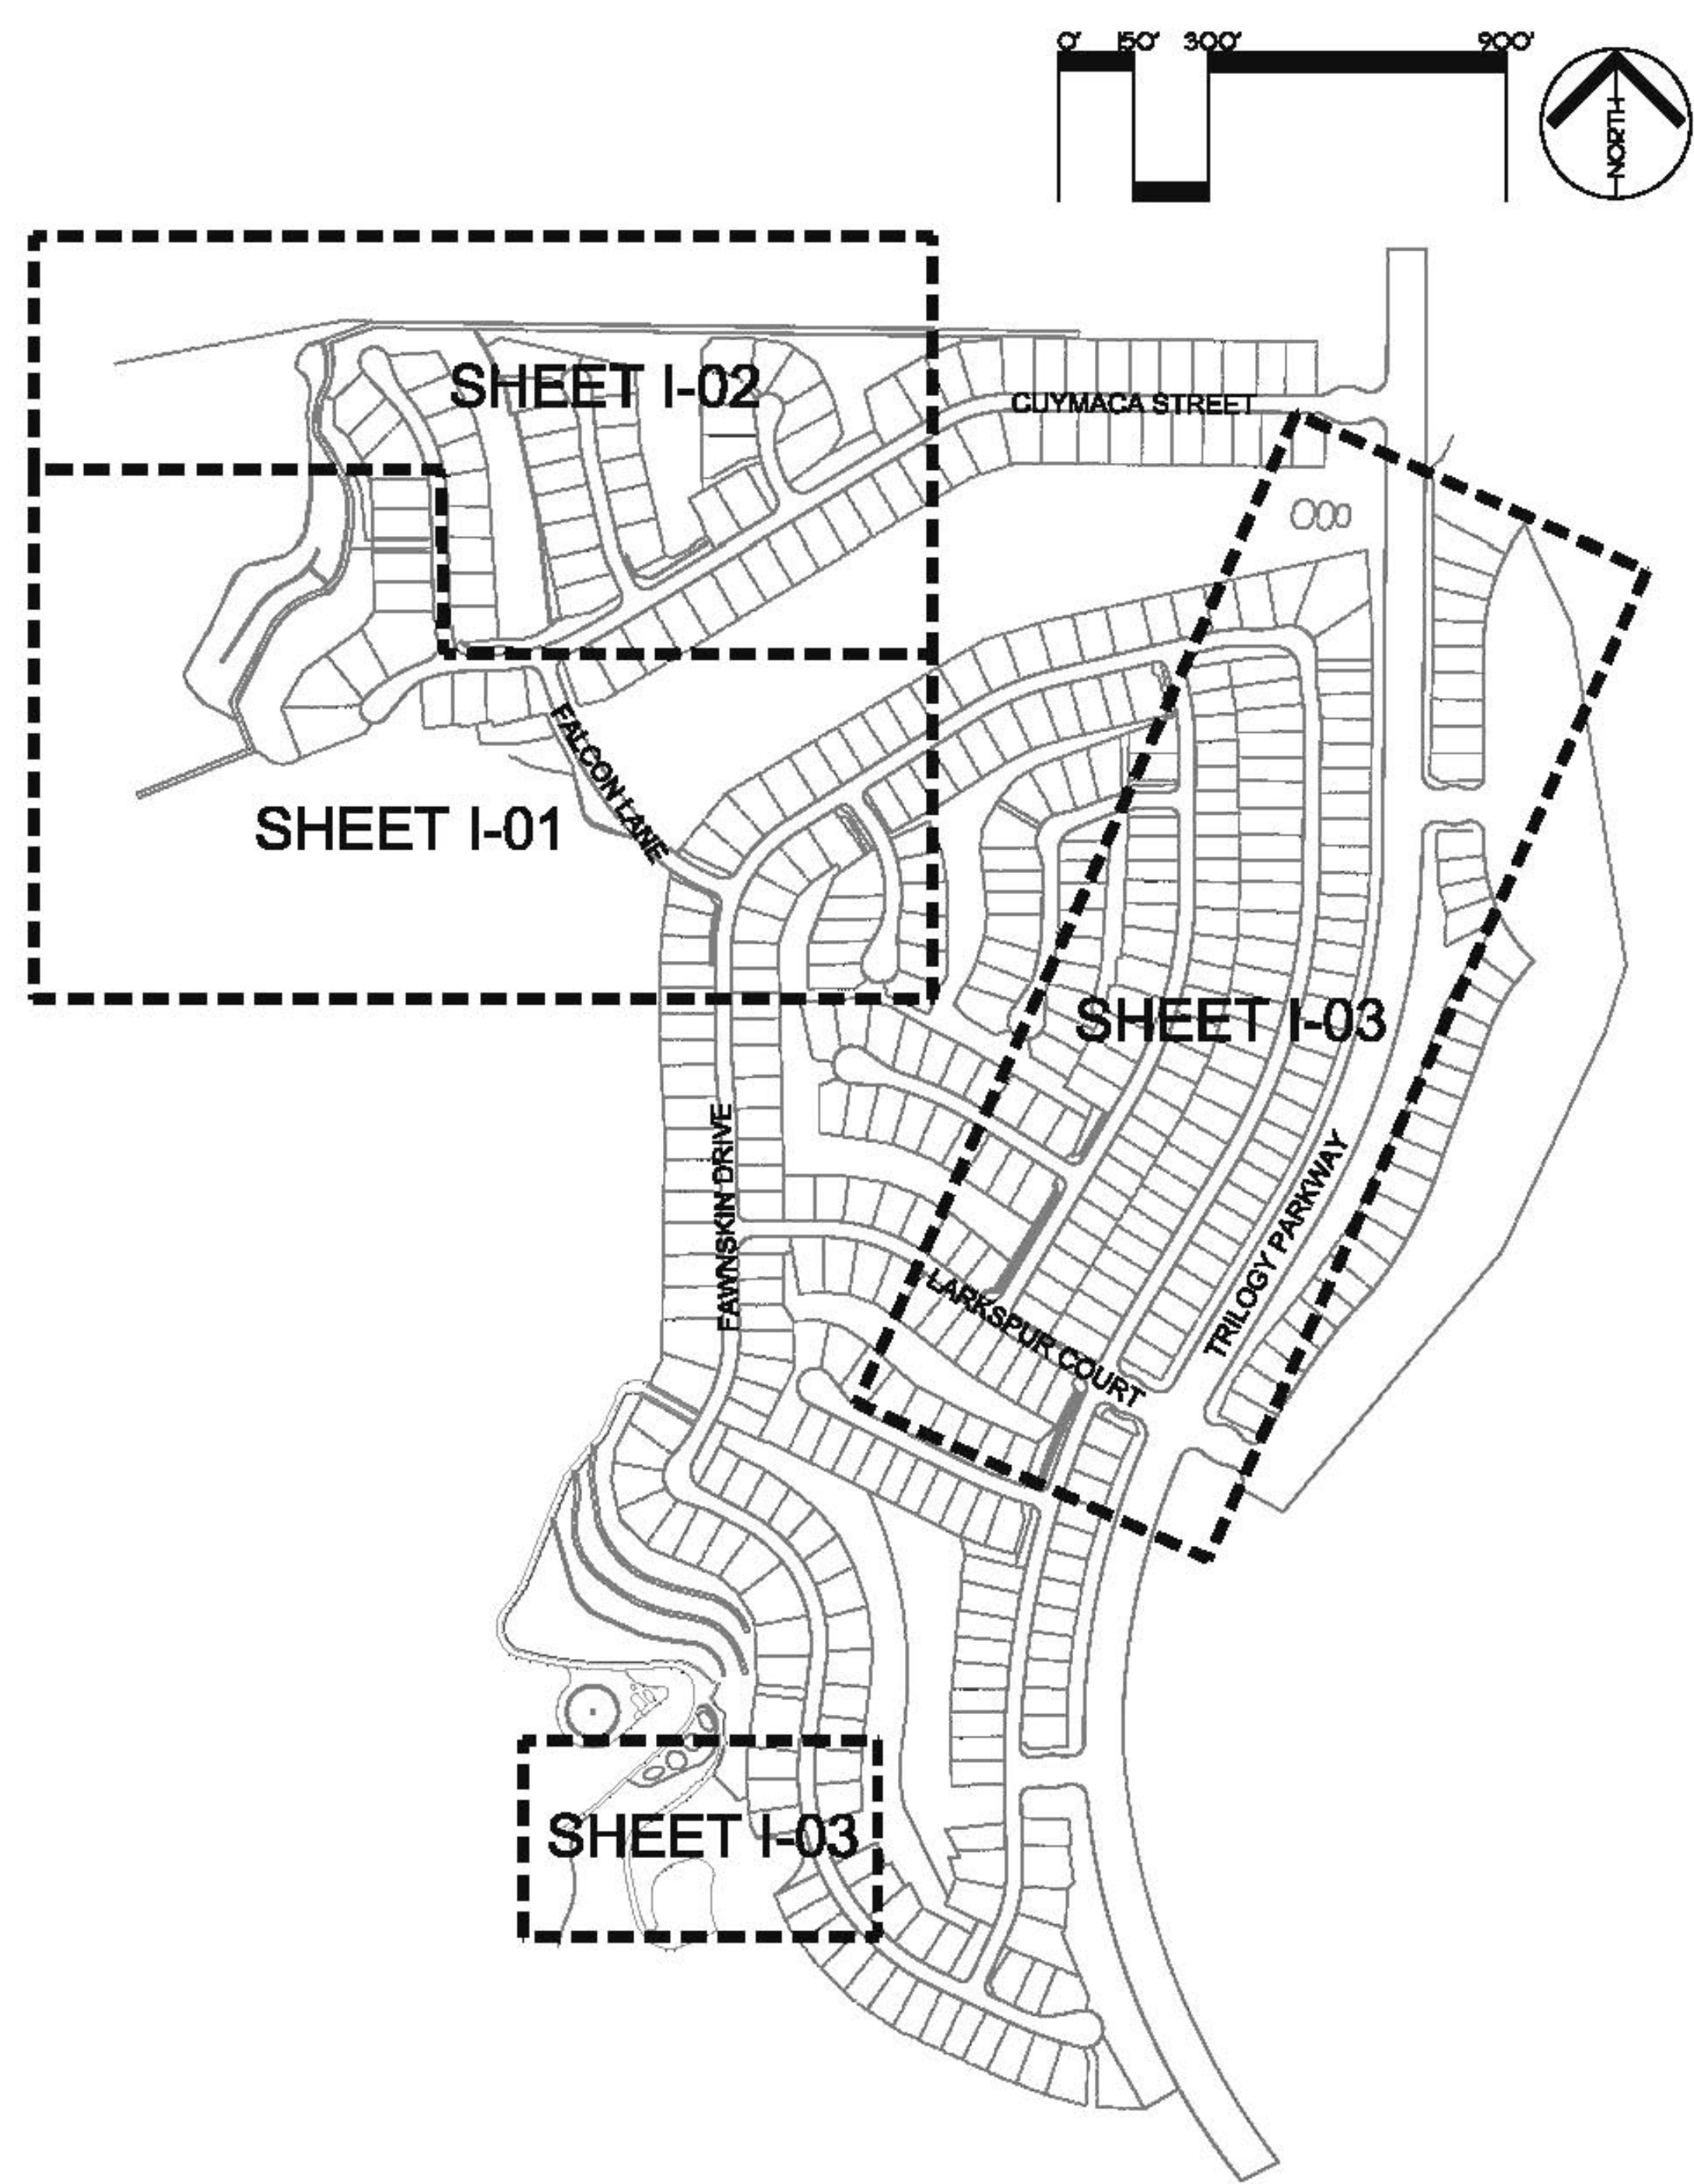 0' 150' 300' 900'
NORTH
SHEET I-02
CUYMACA STREET
FALCON LANE
SHEET I-01
SHEET I-03
FAWNSKIN DRIVE
TRILOGY PARKWAY
LARKSPUR COURT
SHEET I-03